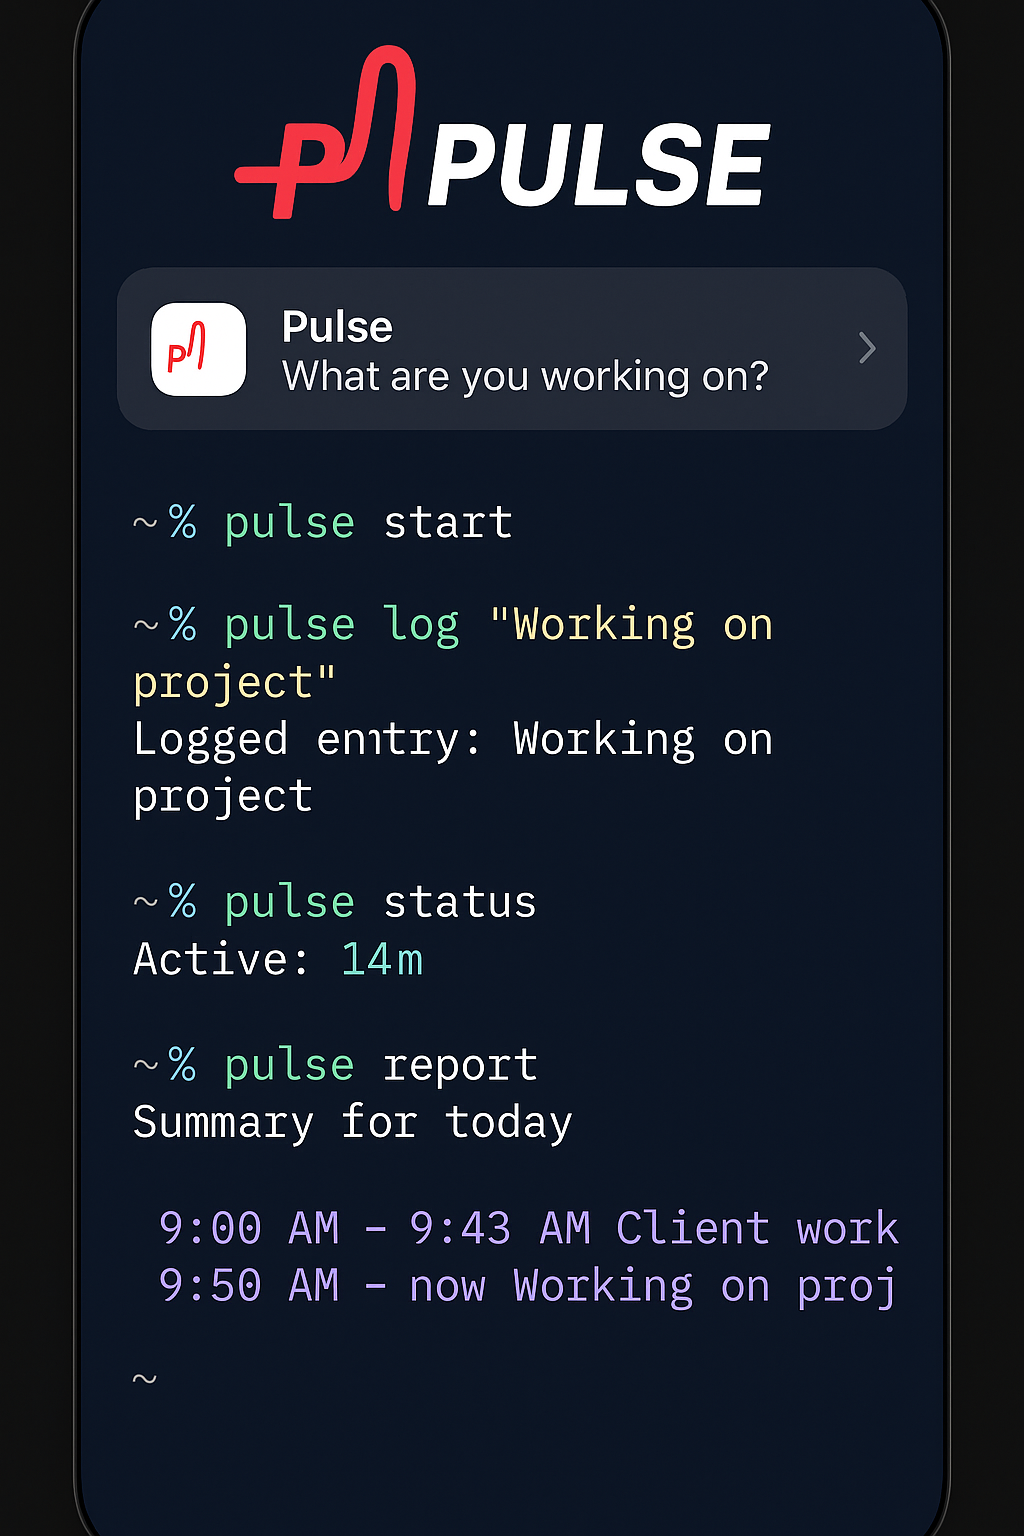 P PULSE
P
Pulse
What are you working on?
~% pulse start
~% pulse log "Working on
project"
Logged entry: Working on
project
~% pulse status
Active: 14m
~% pulse report
Summary for today
9:00 AM – 9:43 AM Client work
9:50 AM – now Working on proj
~